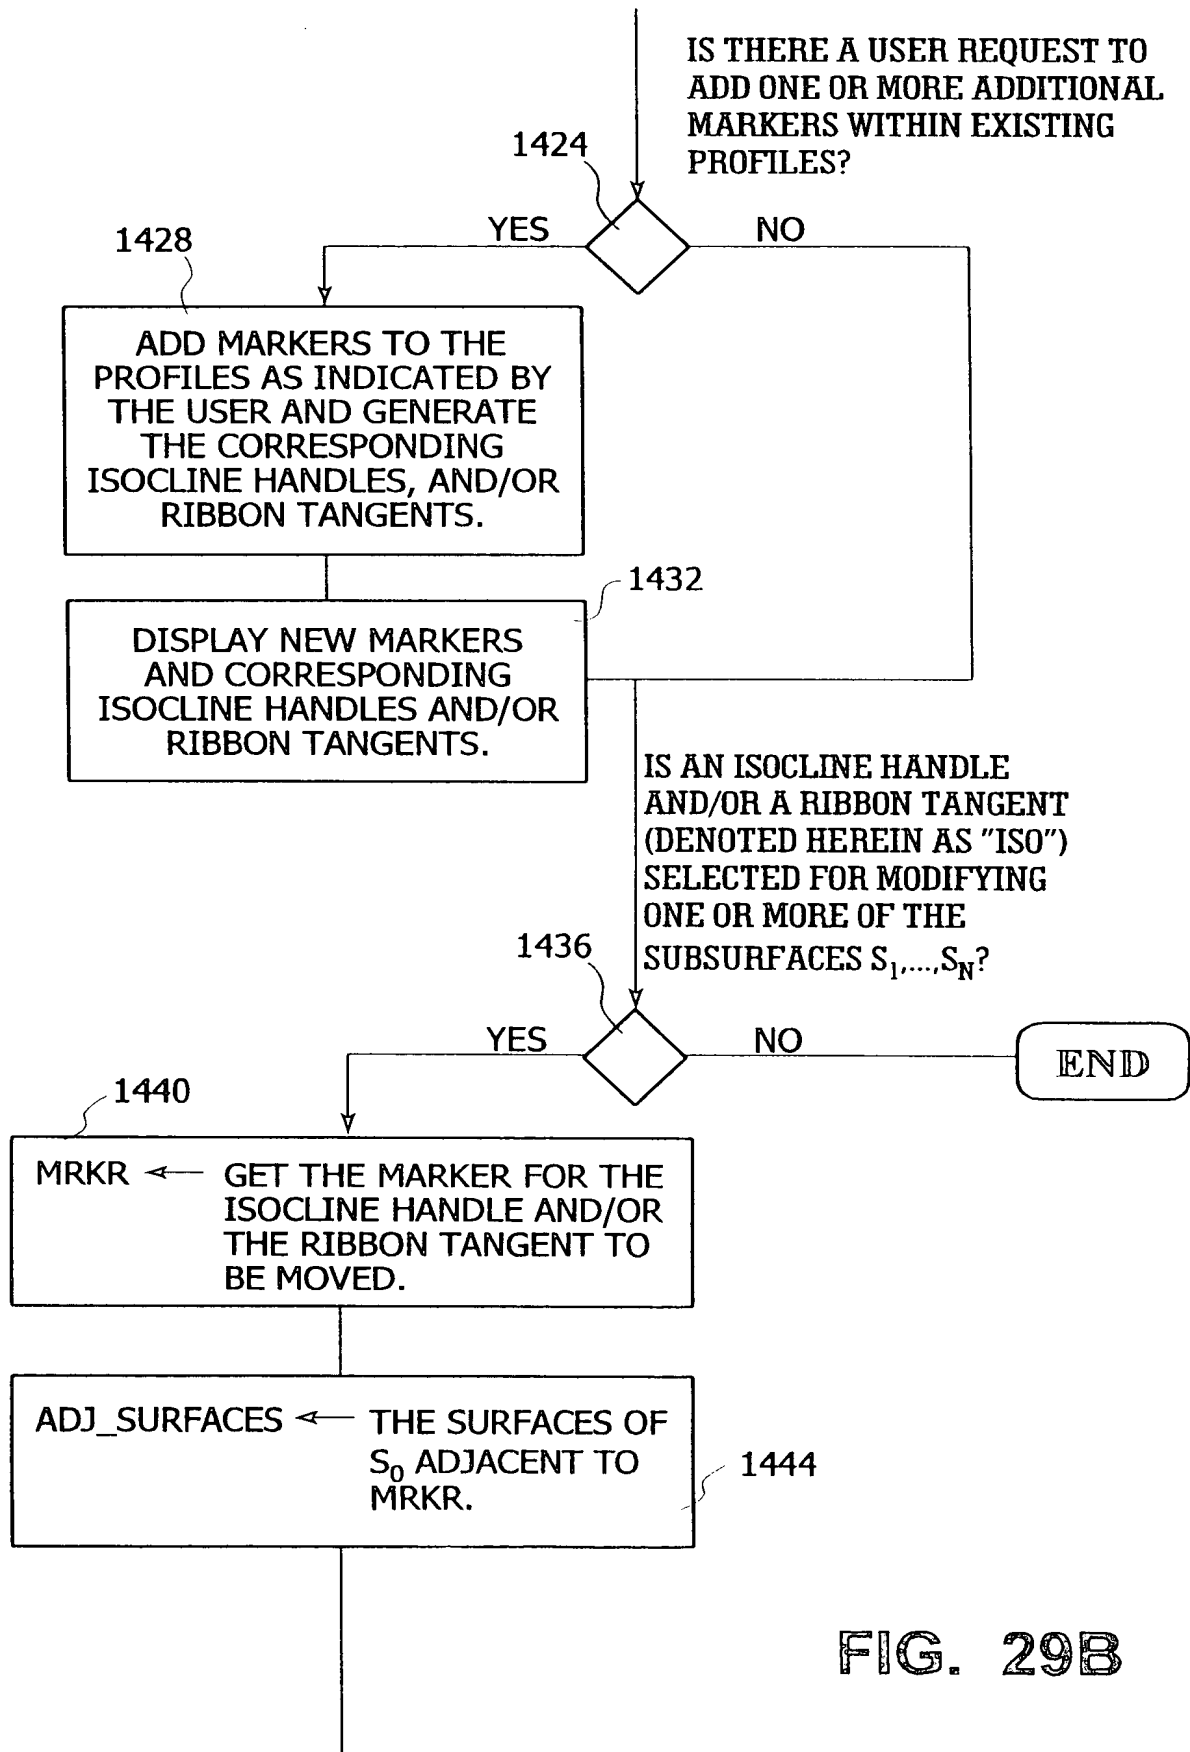 IS THERE A USER REQUEST TO
ADD ONE OR MORE ADDITIONAL
MARKERS WITHIN EXISTING
PROFILES?
1424
YES
NO
1428
ADD MARKERS TO THE
PROFILES AS INDICATED BY
THE USER AND GENERATE
THE CORRESPONDING
ISOCLINE HANDLES, AND/OR
RIBBON TANGENTS.
1432
DISPLAY NEW MARKERS
AND CORRESPONDING
ISOCLINE HANDLES AND/OR
RIBBON TANGENTS.
IS AN ISOCLINE HANDLE
AND/OR A RIBBON TANGENT
(DENOTED HEREIN AS "ISO")
SELECTED FOR MODIFYING
ONE OR MORE OF THE
SUBSURFACES S1,...,SN?
1436
YES
NO
END
1440
MRKR ← GET THE MARKER FOR THE
ISOCLINE HANDLE AND/OR
THE RIBBON TANGENT TO
BE MOVED.
ADJ_SURFACES ← THE SURFACES OF
S0 ADJACENT TO
MRKR.
1444
FIG. 29B